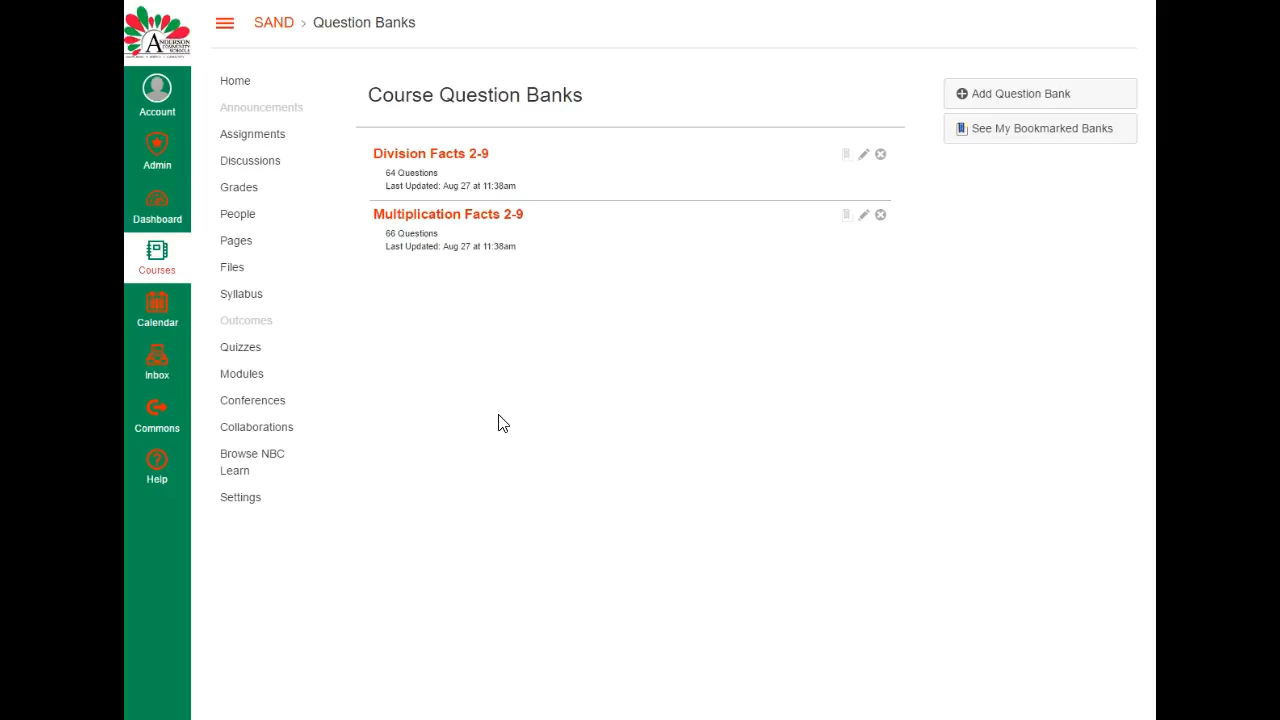 ANDERSON
COMMUNITY
SCHOOLS
SAND > Question Banks
Account
Admin
Dashboard
Courses
Calendar
Inbox
Commons
Help
Home
Announcements
Assignments
Discussions
Grades
People
Pages
Files
Syllabus
Outcomes
Quizzes
Modules
Conferences
Collaborations
Browse NBC
Learn
Settings
Course Question Banks
Division Facts 2-9
64 Questions
Last Updated: Aug 27 at 11:38am
Multiplication Facts 2-9
66 Questions
Last Updated: Aug 27 at 11:38am
Add Question Bank
See My Bookmarked Banks